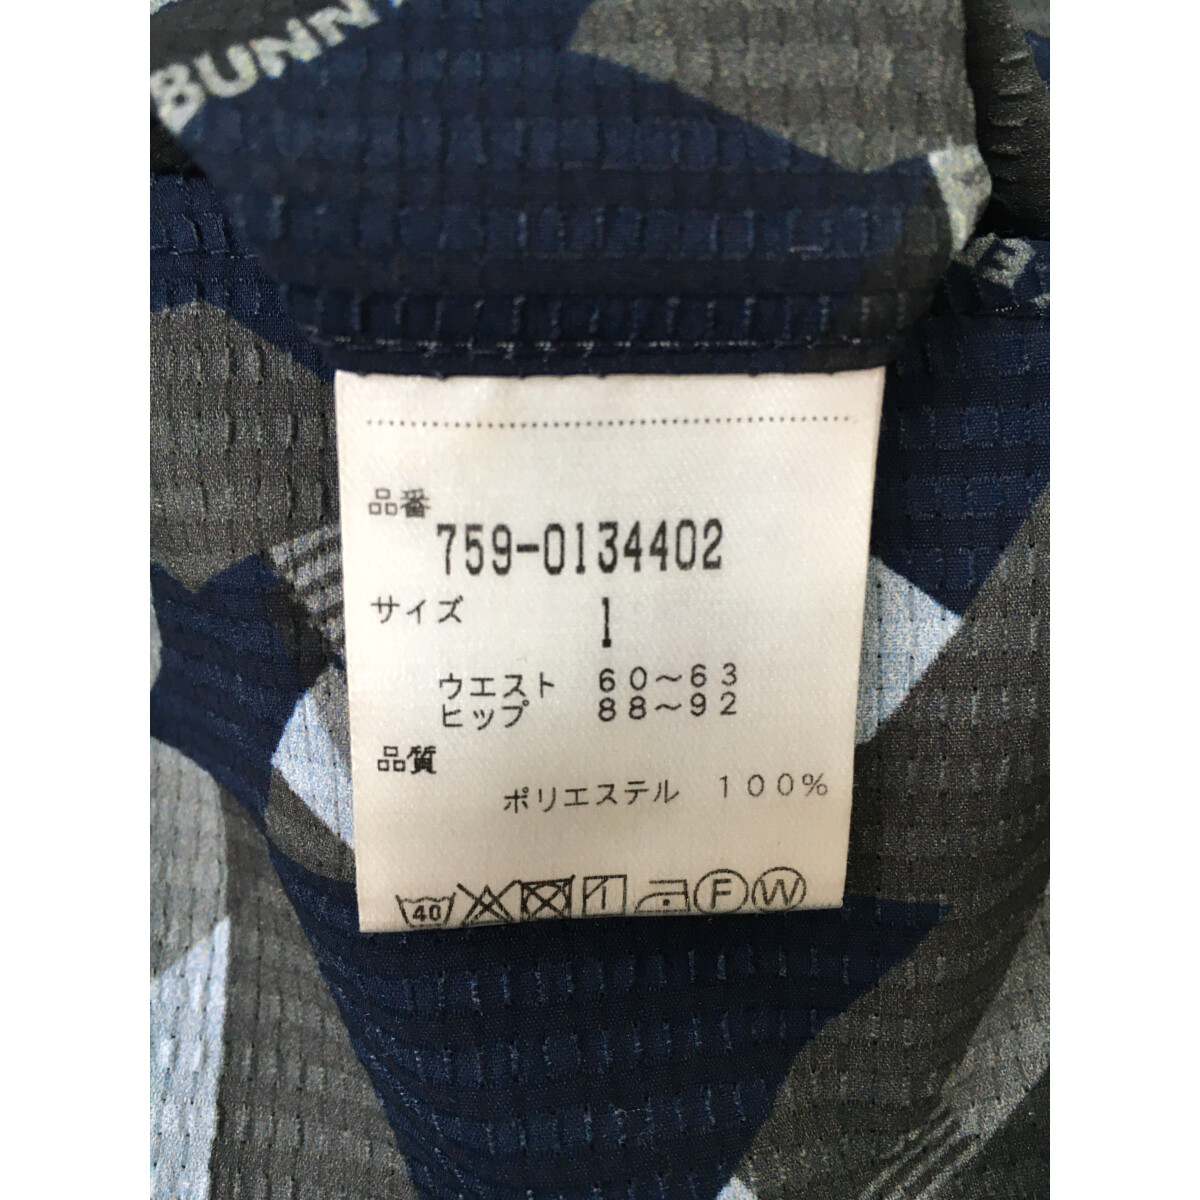 BUNN
品番
759-0134402
サイズ 1
ウエスト 60～63
ヒップ 88～92
品質
ポリエステル 100%
40 F W